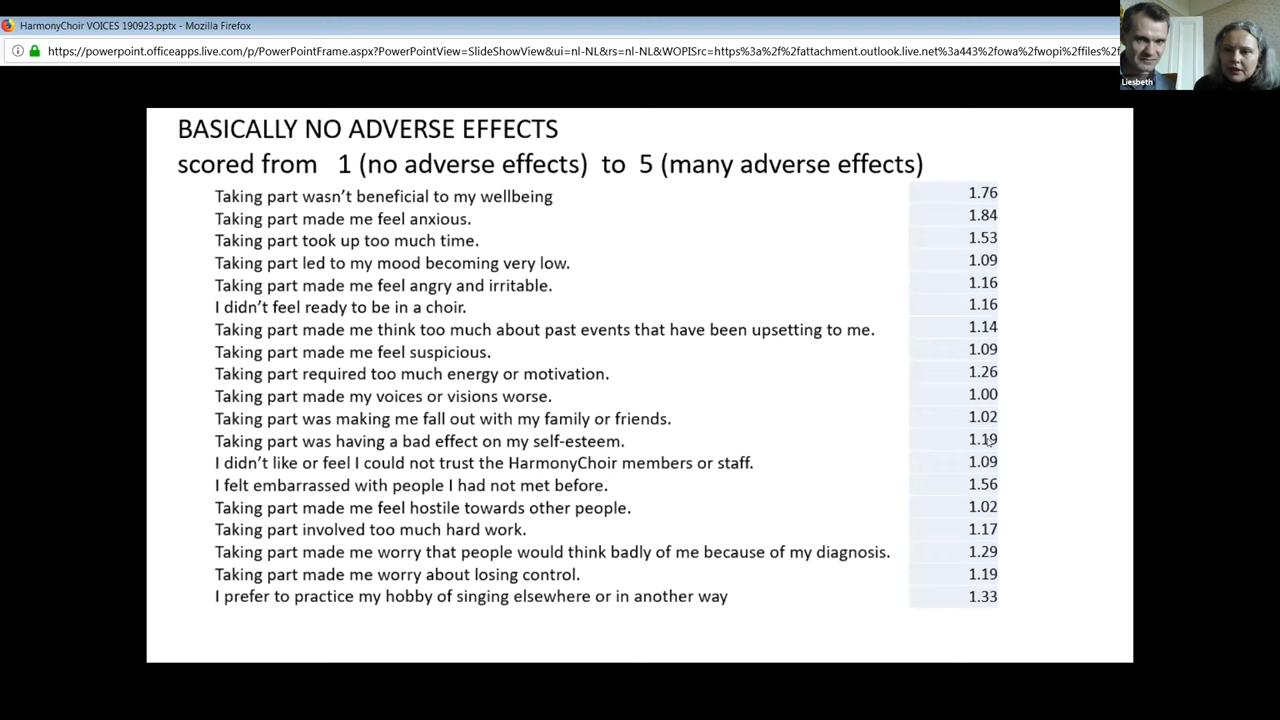 HarmonyChoir VOICES 190923.pptx - Mozilla Firefox
https://powerpoint.officeapps.live.com/p/PowerPointFrame.aspx?PowerPointView=SlideShowView&ui=nl-NL&rs=nl-NL&WOPISrc=https%3a%2f%2fattachment.outlook.live.net%3a443%2fowa%2fwopi%2ffiles%2f
Liesbeth
BASICALLY NO ADVERSE EFFECTS
scored from 1 (no adverse effects) to 5 (many adverse effects)
Taking part wasn’t beneficial to my wellbeing 1.76
Taking part made me feel anxious. 1.84
Taking part took up too much time. 1.53
Taking part led to my mood becoming very low. 1.09
Taking part made me feel angry and irritable. 1.16
I didn’t feel ready to be in a choir. 1.16
Taking part made me think too much about past events that have been upsetting to me. 1.14
Taking part made me feel suspicious. 1.09
Taking part required too much energy or motivation. 1.26
Taking part made my voices or visions worse. 1.00
Taking part was making me fall out with my family or friends. 1.02
Taking part was having a bad effect on my self-esteem. 1.19
I didn’t like or feel I could not trust the HarmonyChoir members or staff. 1.09
I felt embarrassed with people I had not met before. 1.56
Taking part made me feel hostile towards other people. 1.02
Taking part involved too much hard work. 1.17
Taking part made me worry that people would think badly of me because of my diagnosis. 1.29
Taking part made me worry about losing control. 1.19
I prefer to practice my hobby of singing elsewhere or in another way 1.33